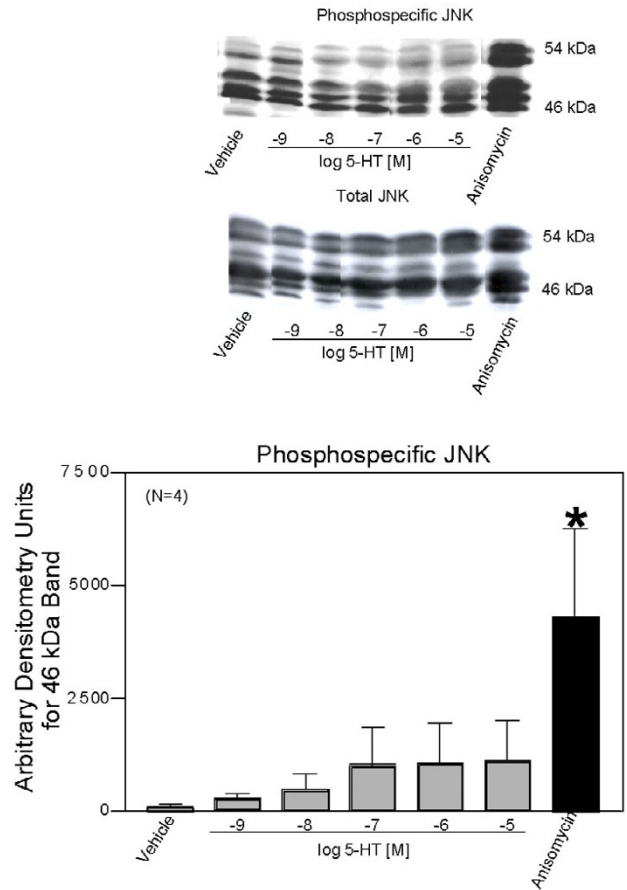 Phosphospecific JNK
54 kDa
46 kDa
Vehicle
-9 -8 -7 -6 -5
Anisomycin
log 5-HT [M]
Total JNK
54 kDa
46 kDa
Vehicle
-9 -8 -7 -6 -5
Anisomycin
log 5-HT [M]
Phosphospecific JNK
Arbitrary Densitometry Units
for 46 kDa Band
7500
(N=4)
*
5000
2500
0
Vehicle
-9 -8 -7 -6 -5
Anisomycin
log 5-HT [M]